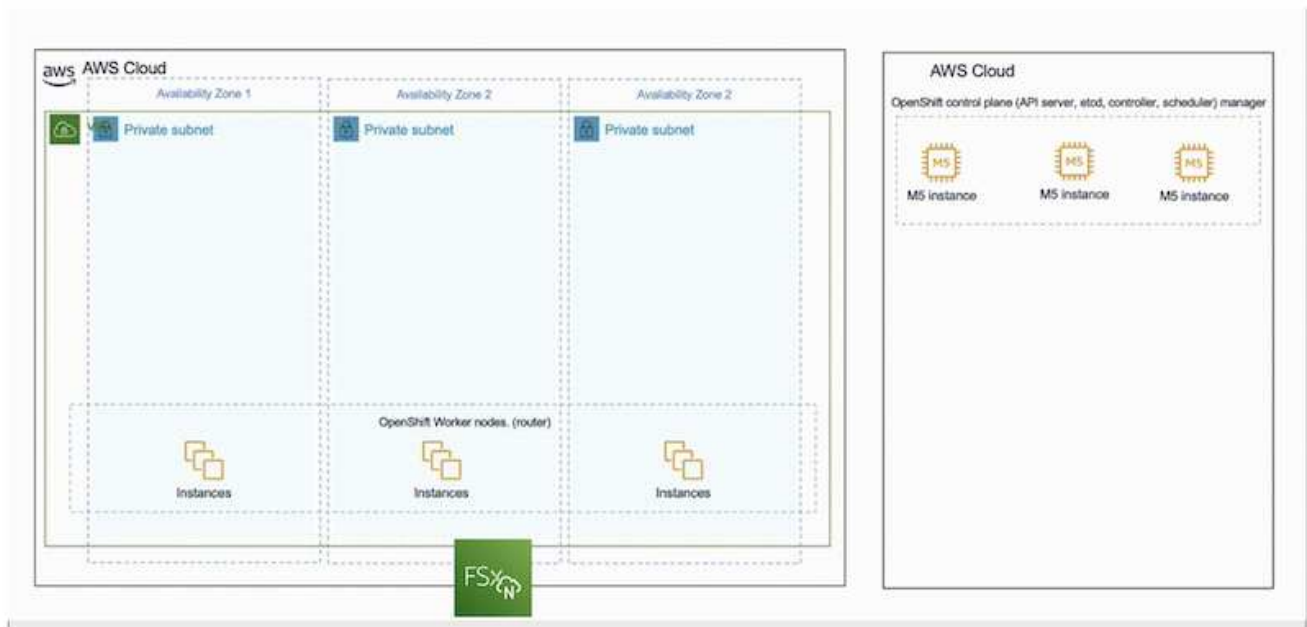 aws AWS Cloud
Availability Zone 1
Availability Zone 2
Availability Zone 2
Private subnet
Private subnet
Private subnet
OpenShift Worker nodes. (router)
Instances
Instances
Instances
FSx
N
AWS Cloud
OpenShift control plane (API server, etcd, controller, scheduler) manager
M5
M5
M5
M5 instance
M5 instance
M5 instance